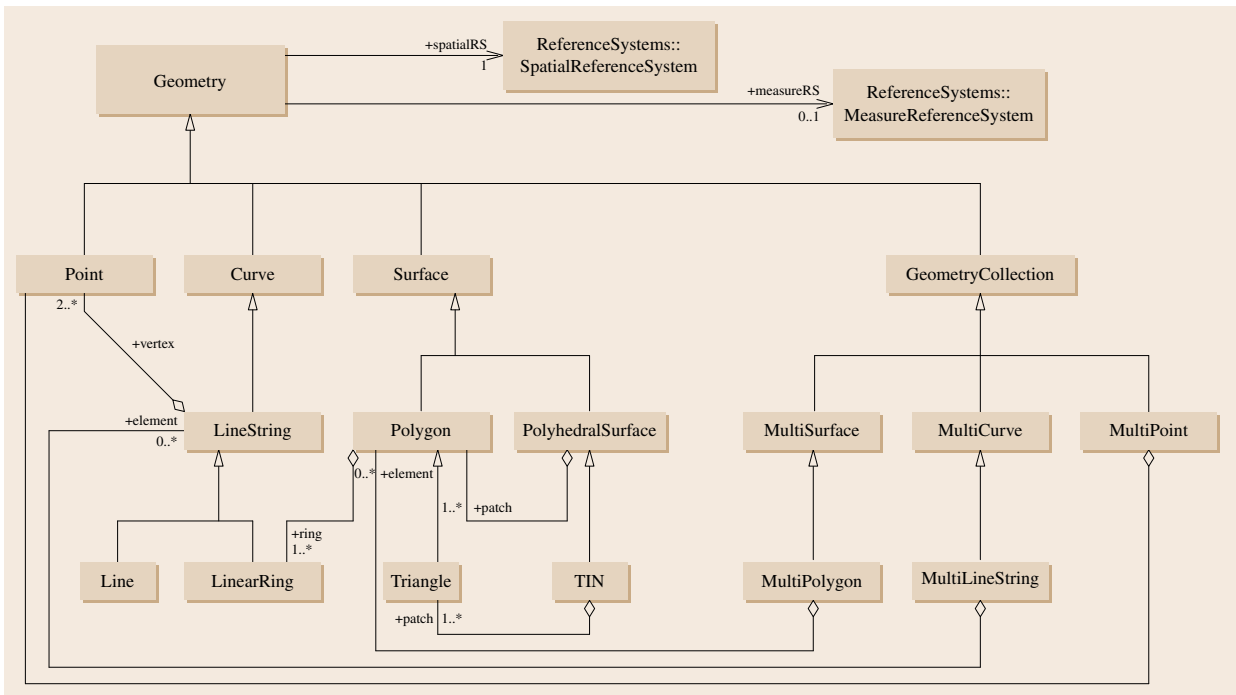 +spatialRS
1
ReferenceSystems::
SpatialReferenceSystem
Geometry
+measureRS
0..1
ReferenceSystems::
MeasureReferenceSystem
Point
Curve
Surface
GeometryCollection
2..*
+vertex
+element
0..*
LineString
Polygon
PolyhedralSurface
MultiSurface
MultiCurve
MultiPoint
0..*
+element
1..*
+patch
+ring
1..*
Line
LinearRing
Triangle
TIN
MultiPolygon
MultiLineString
+patch
1..*